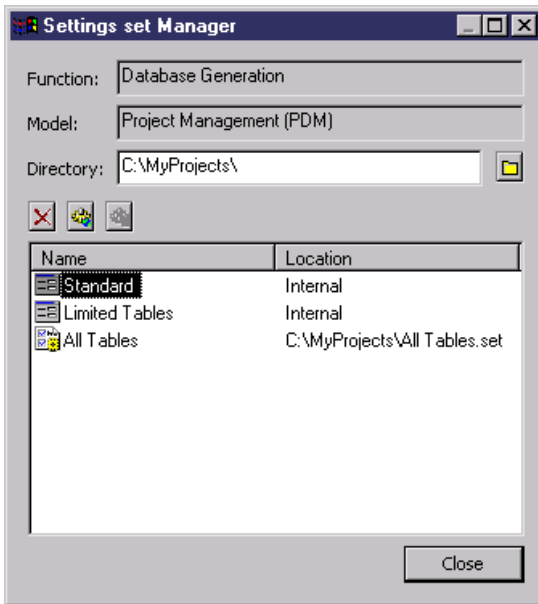 Settings set Manager
Function: Database Generation
Model: Project Management (PDM)
Directory: C:\MyProjects\
Name Location
Standard Internal
Limited Tables Internal
All Tables C:\MyProjects\All Tables.set
Close